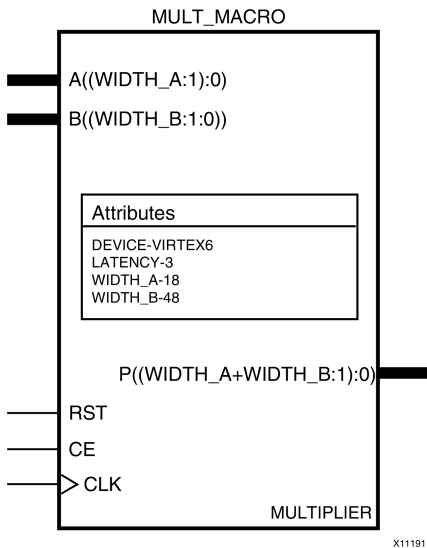 MULT_MACRO
A((WIDTH_A:1):0)
B((WIDTH_B:1:0))
Attributes
DEVICE-VIRTEX6
LATENCY-3
WIDTH_A-18
WIDTH_B-48
P((WIDTH_A+WIDTH_B:1):0)
RST
CE
CLK
MULTIPLIER
X11191